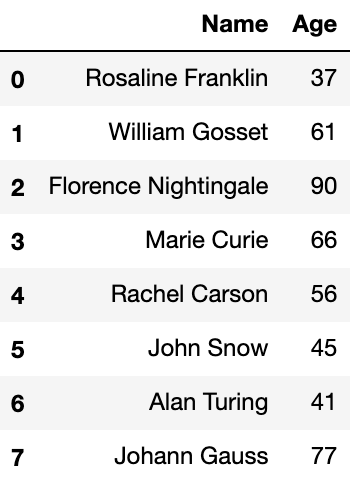 Name Age
0 Rosaline Franklin 37
1 William Gosset 61
2 Florence Nightingale 90
3 Marie Curie 66
4 Rachel Carson 56
5 John Snow 45
6 Alan Turing 41
7 Johann Gauss 77